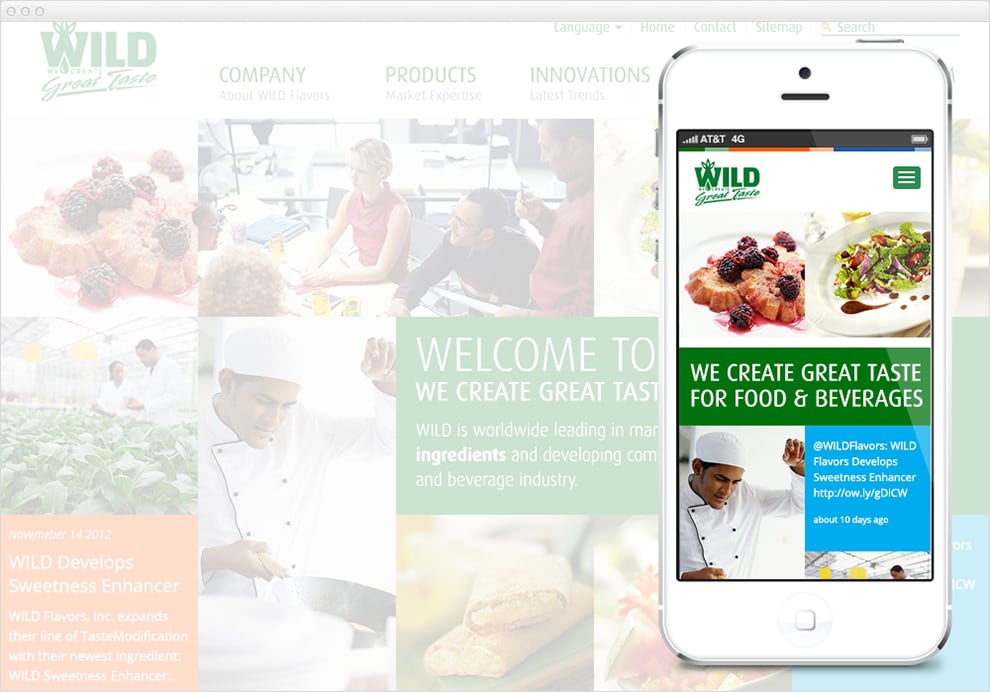 Language Home Contact Sitemap Search
WILD
WE CREATE
Great Taste
COMPANY PRODUCTS INNOVATIONS
About WILD Flavors Market Expertise Latest Trends
WELCOME TO
WE CREATE GREAT TAST
WILD is worldwide leading in mar
ingredients and developing com
and beverage industry.
Novemeber 14 2012
WILD Develops
Sweetness Enhancer
WILD Flavors, Inc. expands
their line of TasteModification
with their newest ingredient:
WILD Sweetness Enhancer...
AT&T 4G
WILD
WE CREATE
Great Taste
WE CREATE GREAT TASTE
FOR FOOD & BEVERAGES
@WILDFlavors: WILD
Flavors Develops
Sweetness Enhancer
http://ow.ly/gDICW
about 10 days ago
vors
ICW